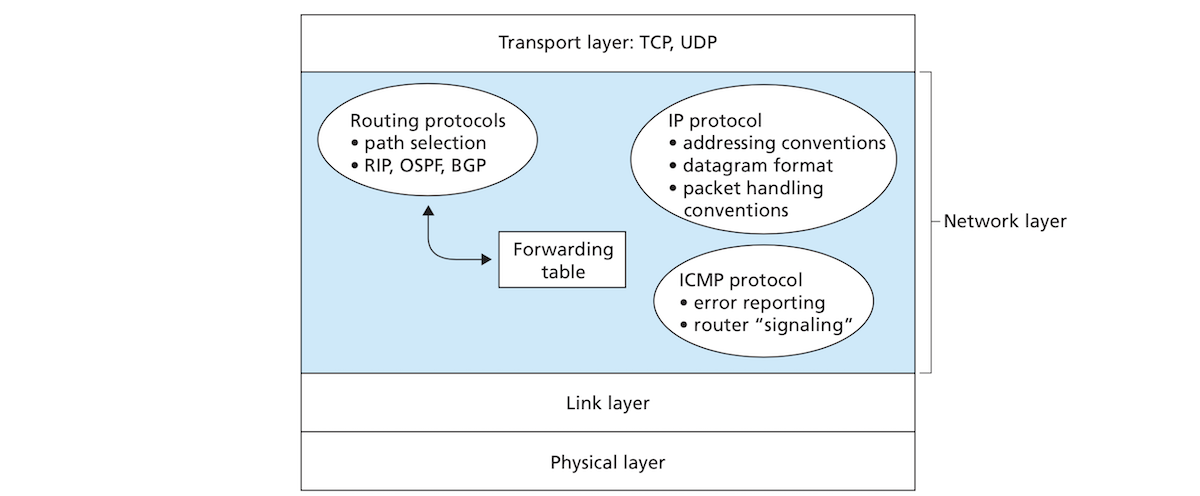 Transport layer: TCP, UDP
Routing protocols
• path selection
• RIP, OSPF, BGP
IP protocol
• addressing conventions
• datagram format
• packet handling
conventions
Network layer
Forwarding
table
ICMP protocol
• error reporting
• router “signaling“
Link layer
Physical layer